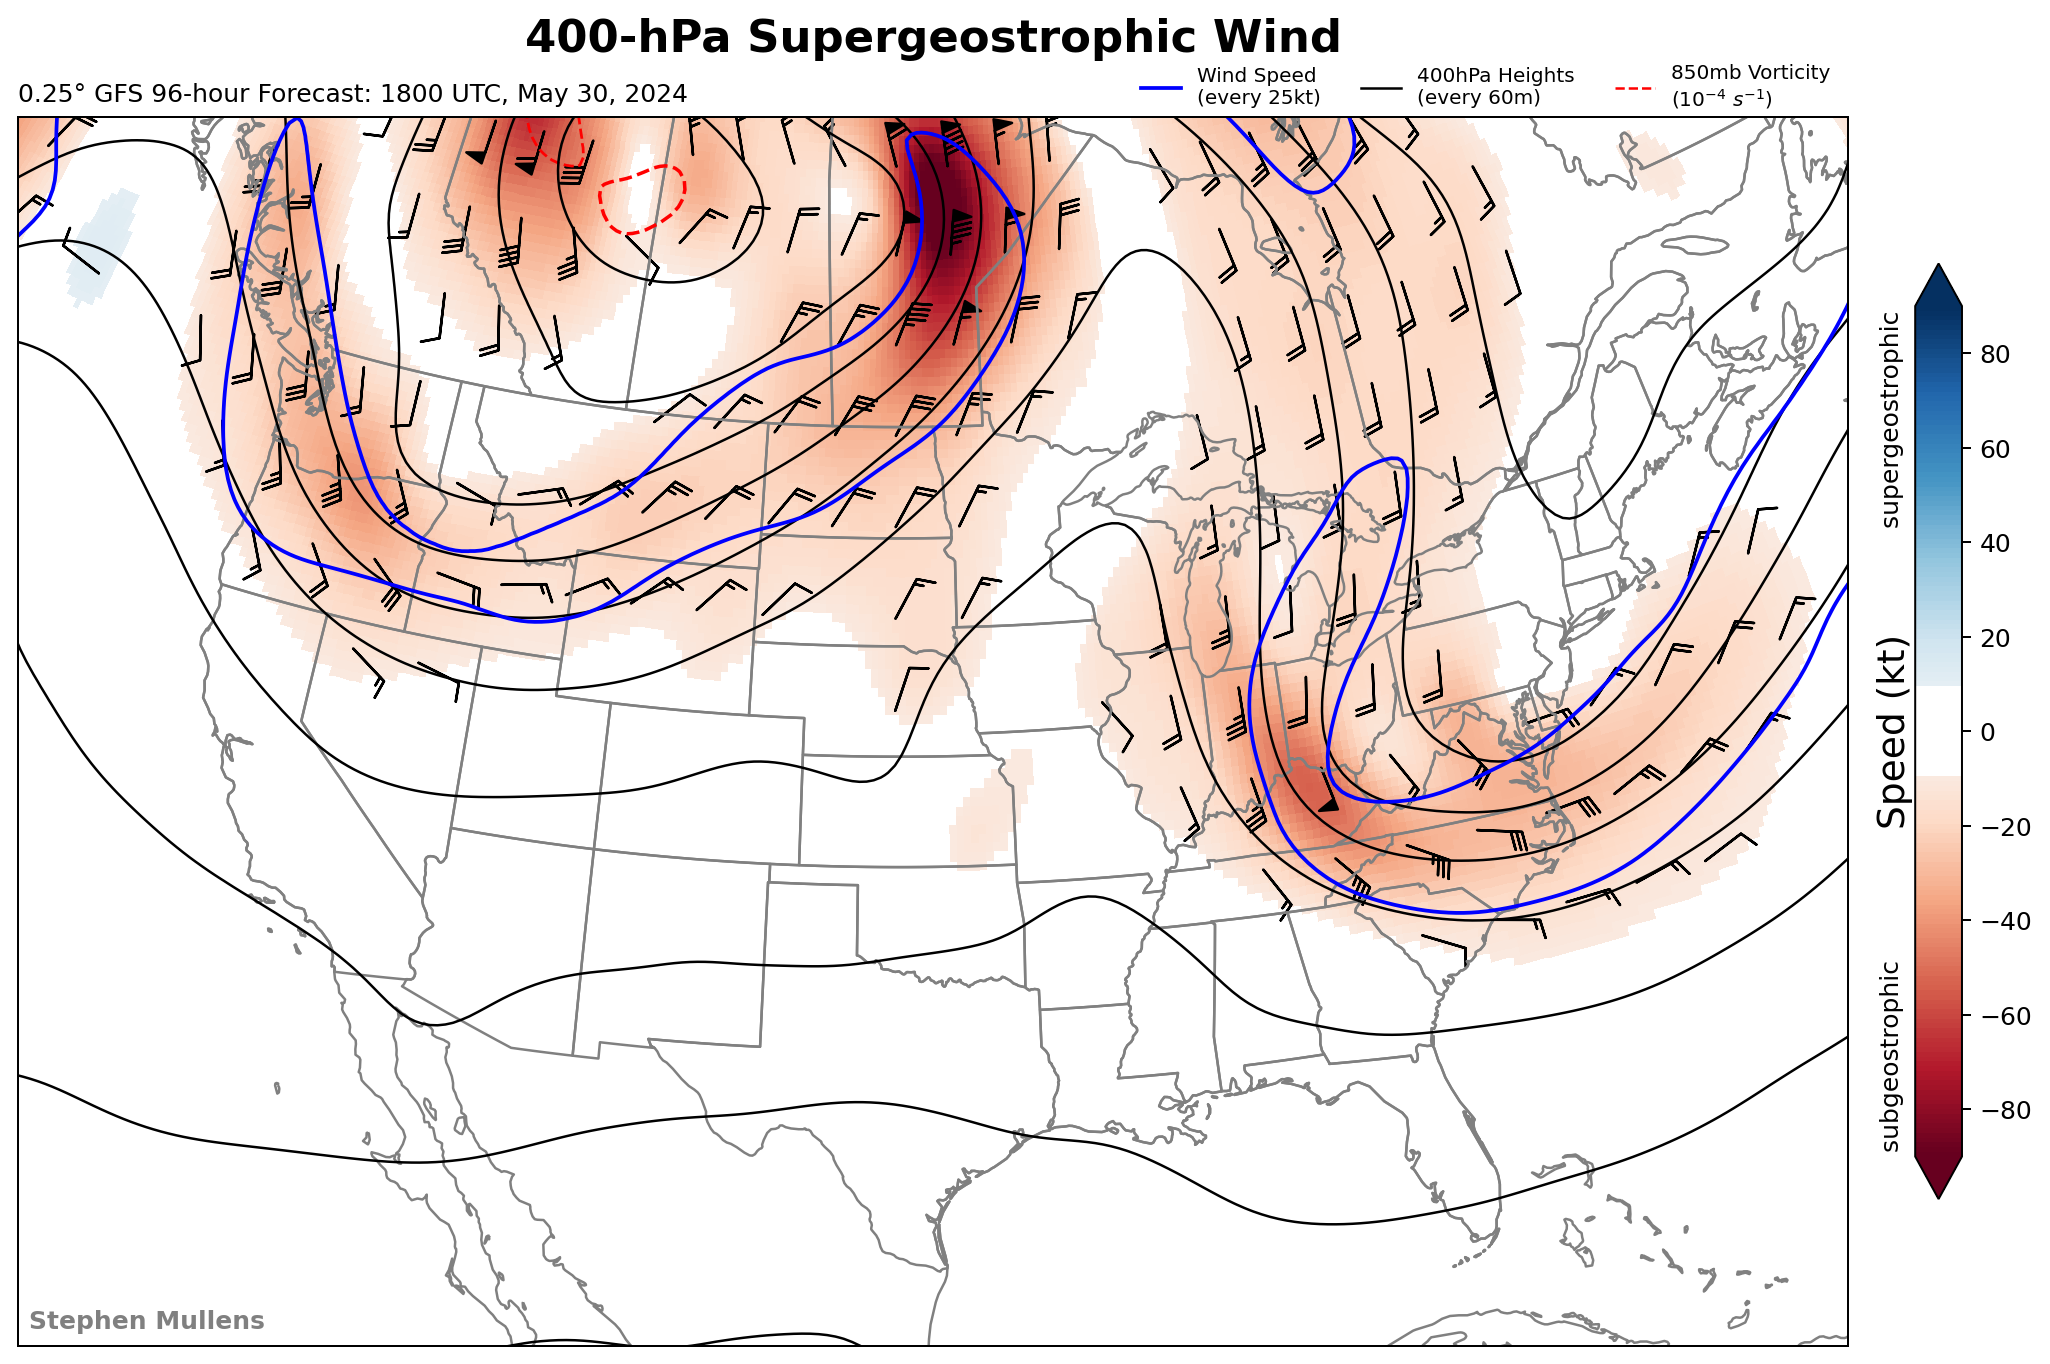 400-hPa Supergeostrophic Wind
0.25° GFS 96-hour Forecast: 1800 UTC, May 30, 2024
Wind Speed
(every 25kt)
400hPa Heights
(every 60m)
850mb Vorticity
(10⁻⁴ s⁻¹)
supergeostrophic
Speed (kt)
subgeostrophic
80
60
40
20
0
−20
−40
−60
−80
Stephen Mullens